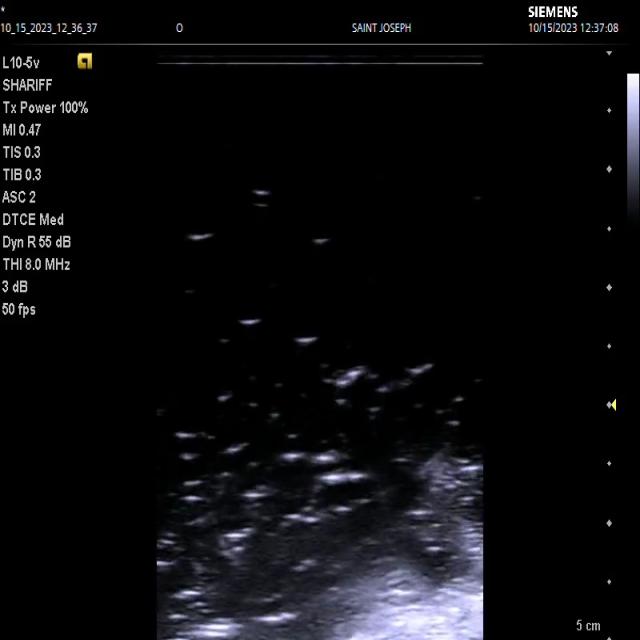 SIEMENS
10_15_2023_12_36_37 O SAINT JOSEPH 10/15/2023 12:37:08
L10-5v
SHARIFF
Tx Power 100%
MI 0.47
TIS 0.3
TIB 0.3
ASC 2
DTCE Med
Dyn R 55 dB
THI 8.0 MHz
3 dB
50 fps
5 cm